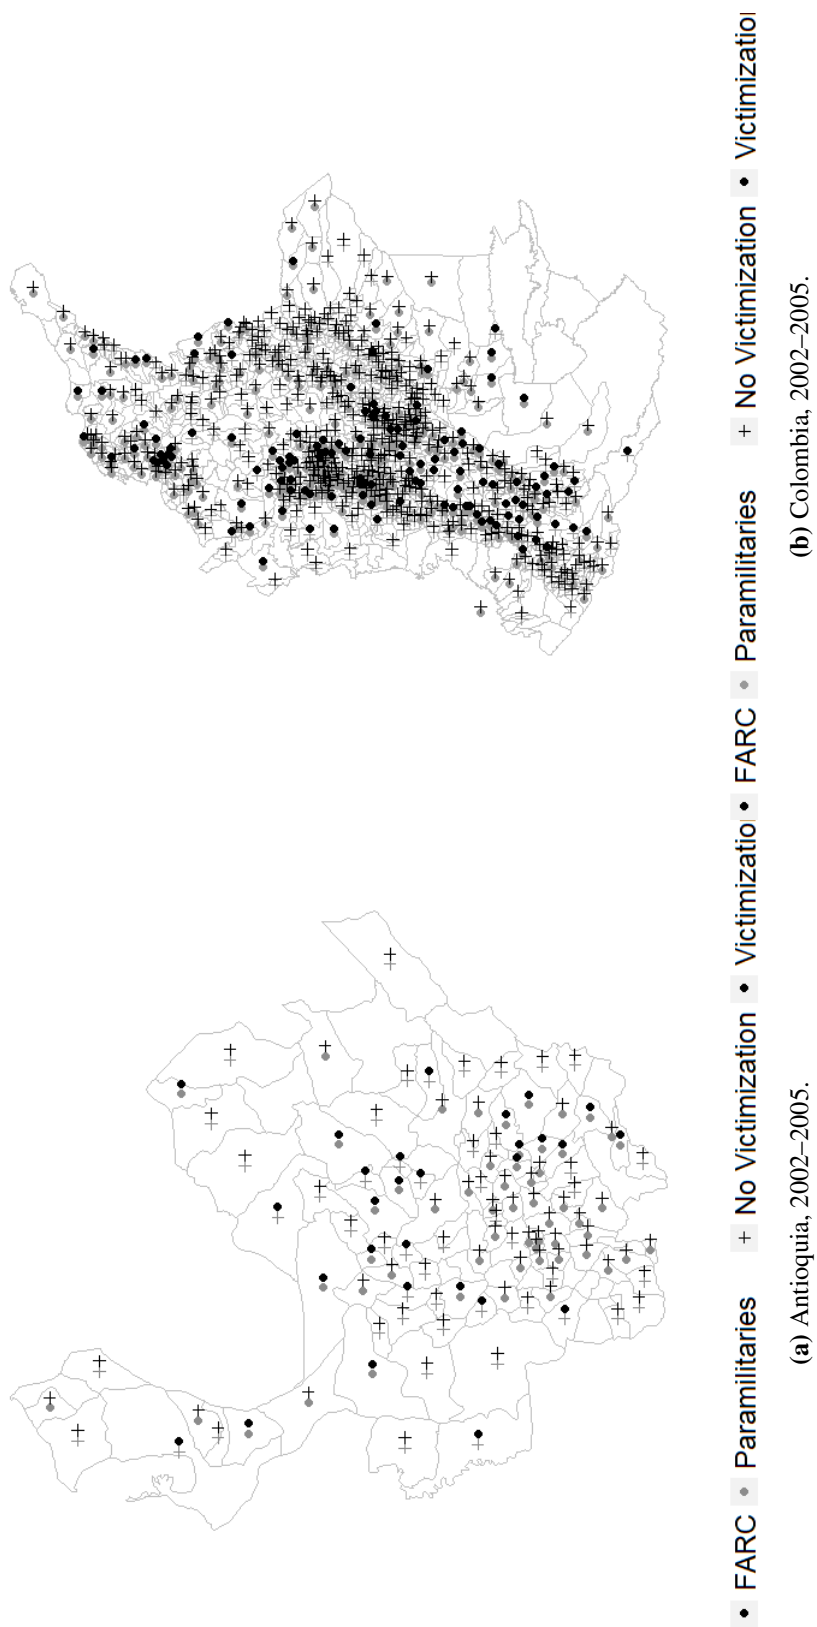 ● FARC ● Paramilitaries + No Victimization ● Victimizatio
(a) Antioquia, 2002–2005.
● FARC ● Paramilitaries + No Victimization ● Victimizatio
(b) Colombia, 2002–2005.